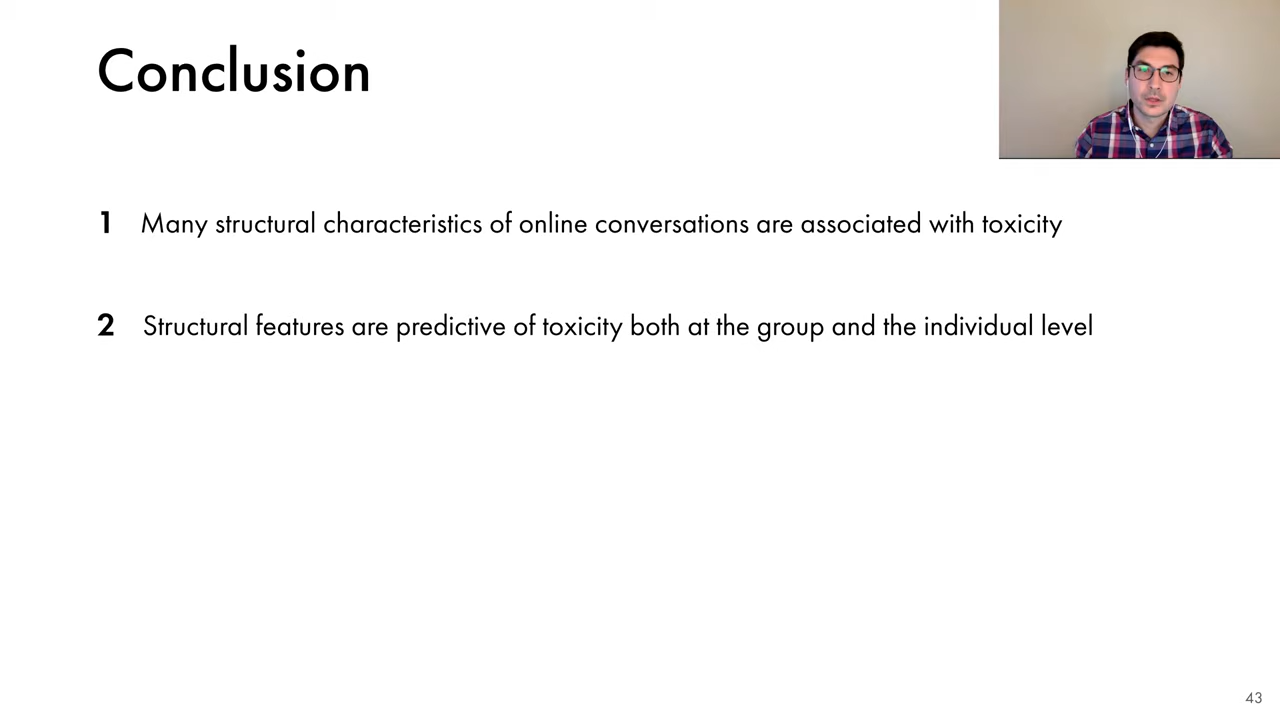 Conclusion
1 Many structural characteristics of online conversations are associated with toxicity
2 Structural features are predictive of toxicity both at the group and the individual level
43